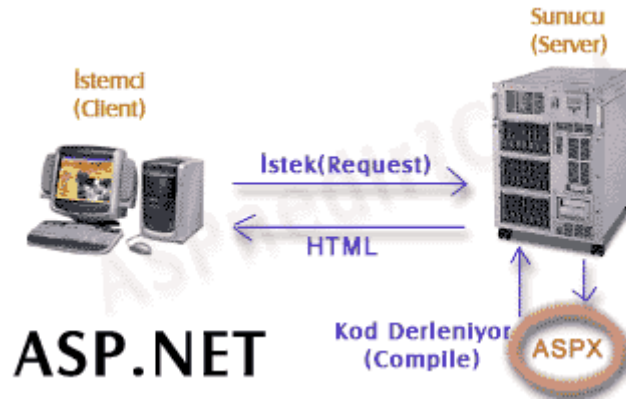 Sunucu
(Server)
İstemci
(Client)
İstek(Request)
HTML
Kod Derleniyor
(Compile)
ASPX
ASP.NET